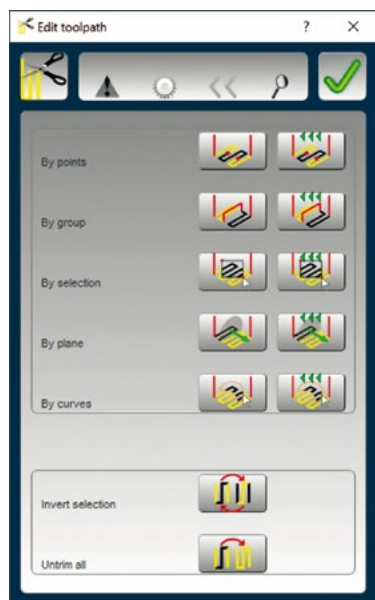 Edit toolpath
By points
By group
By selection
By plane
By curves
Invert selection
Untrim all